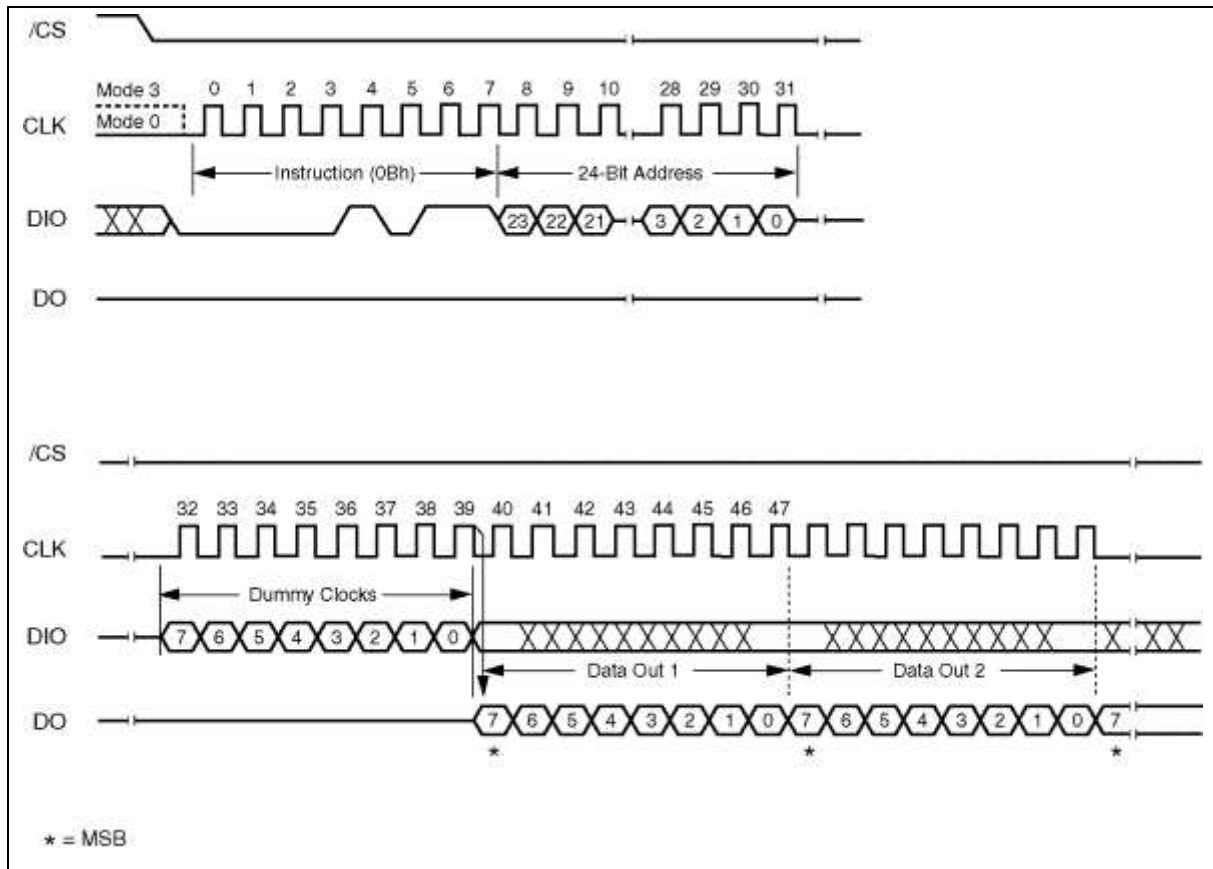 /CS
Mode 3 0 1 2 3 4 5 6 7 8 9 10 28 29 30 31
CLK Mode 0
Instruction (0Bh) 24-Bit Address
DIO 23 22 21 3 2 1 0
DO
/CS
32 33 34 35 36 37 38 39 40 41 42 43 44 45 46 47
CLK
Dummy Clocks
DIO 7 6 5 4 3 2 1 0
Data Out 1 Data Out 2
DO 7 6 5 4 3 2 1 0 7 6 5 4 3 2 1 0 7
* * *
* = MSB